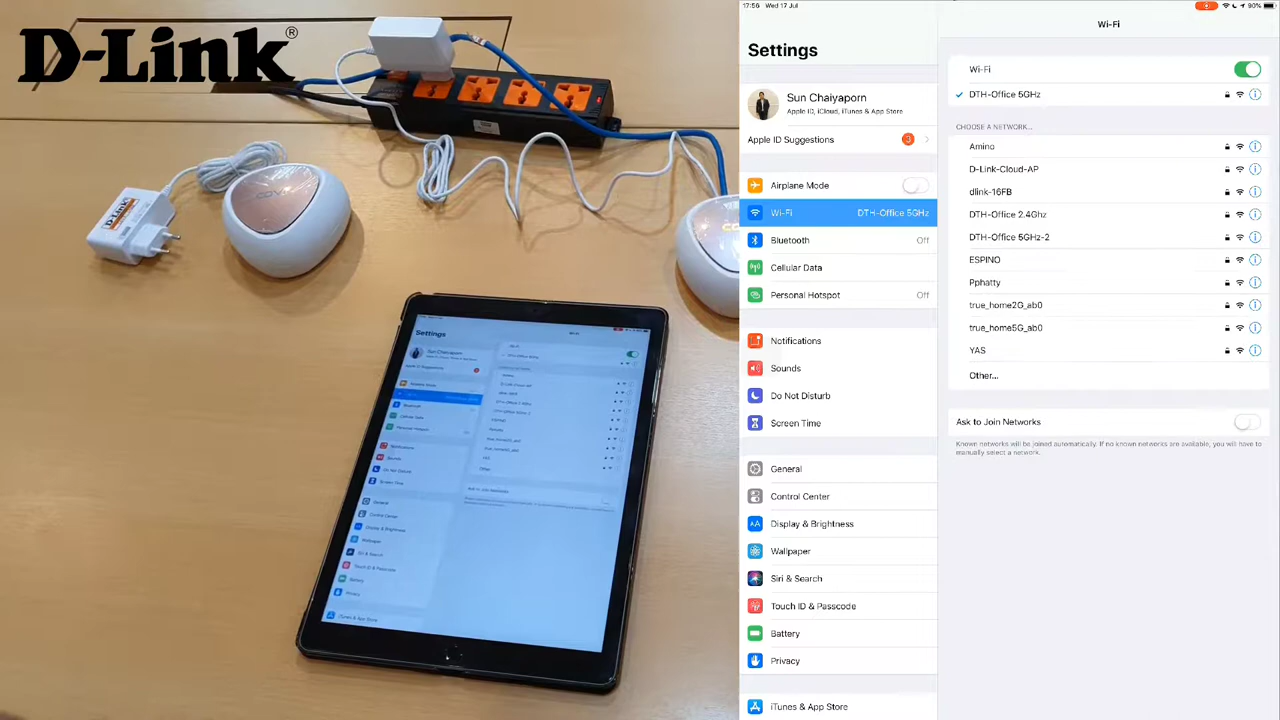 D-Link®
D-Link
COVR
Settings
Sun Chaiyaporn
17:56 Wed 17 Jul
90%
Settings
Sun Chaiyaporn
Apple ID, iCloud, iTunes & App Store
Apple ID Suggestions 3
Airplane Mode
Wi-Fi DTH-Office 5GHz
Bluetooth Off
Cellular Data
Personal Hotspot Off
Notifications
Sounds
Do Not Disturb
Screen Time
General
Control Center
Display & Brightness
Wallpaper
Siri & Search
Touch ID & Passcode
Battery
Privacy
iTunes & App Store
Wi-Fi
Wi-Fi
DTH-Office 5GHz
CHOOSE A NETWORK...
Amino
D-Link-Cloud-AP
dlink-16FB
DTH-Office 2.4Ghz
DTH-Office 5GHz-2
ESPINO
Pphatty
true_home2G_ab0
true_home5G_ab0
YAS
Other...
Ask to Join Networks
Known networks will be joined automatically. If no known networks are available, you will have to
manually select a network.